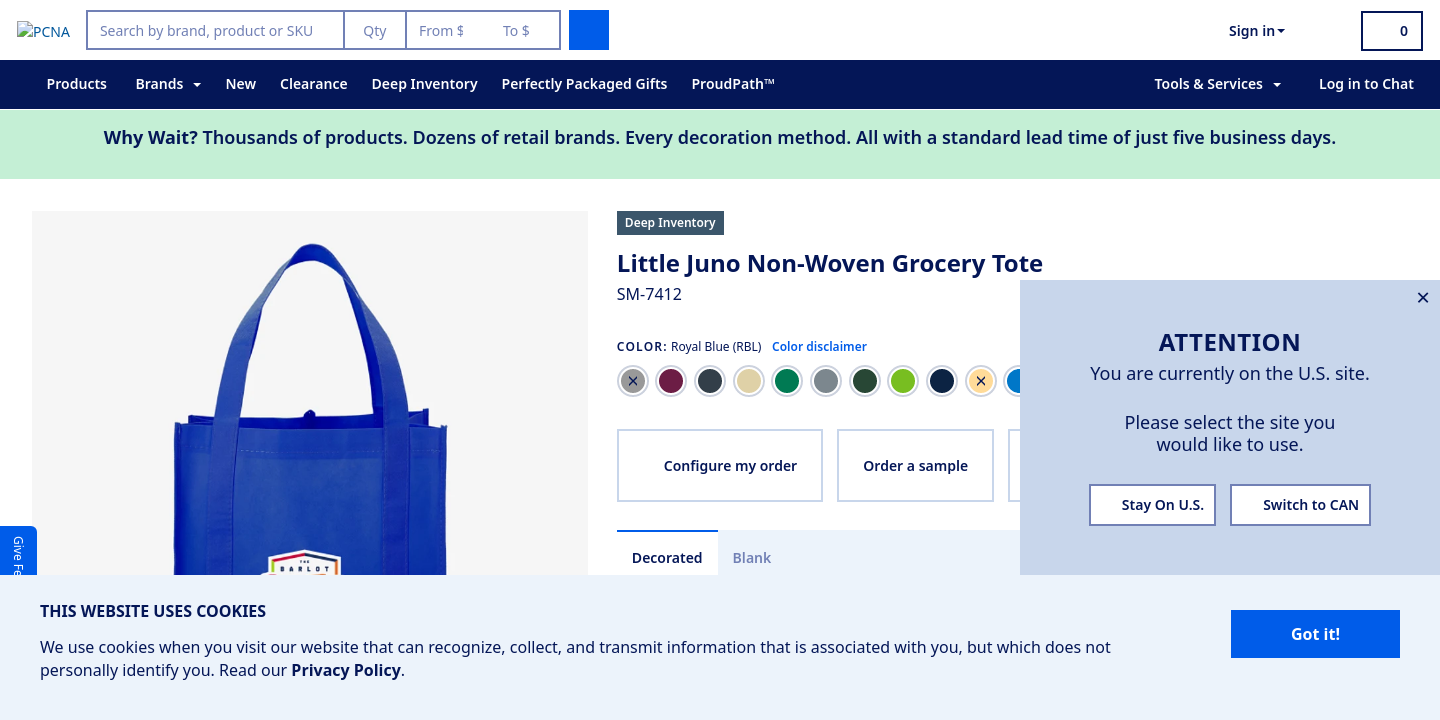 PCNA
Search by brand, product or SKU
Qty
From $
To $
Sign in
0
Products
Brands
New
Clearance
Deep Inventory
Perfectly Packaged Gifts
ProudPath™
Tools & Services
Log in to Chat
Why Wait? Thousands of products. Dozens of retail brands. Every decoration method. All with a standard lead time of just five business days.
Deep Inventory
Little Juno Non-Woven Grocery Tote
SM-7412
COLOR: Royal Blue (RBL) Color disclaimer
Configure my order
Order a sample
Decorated
Blank
THE
BARLOT
✕
ATTENTION
You are currently on the U.S. site.
Please select the site you
would like to use.
Stay On U.S.
Switch to CAN
Give
THIS WEBSITE USES COOKIES
We use cookies when you visit our website that can recognize, collect, and transmit information that is associated with you, but which does not
personally identify you. Read our Privacy Policy.
Got it!